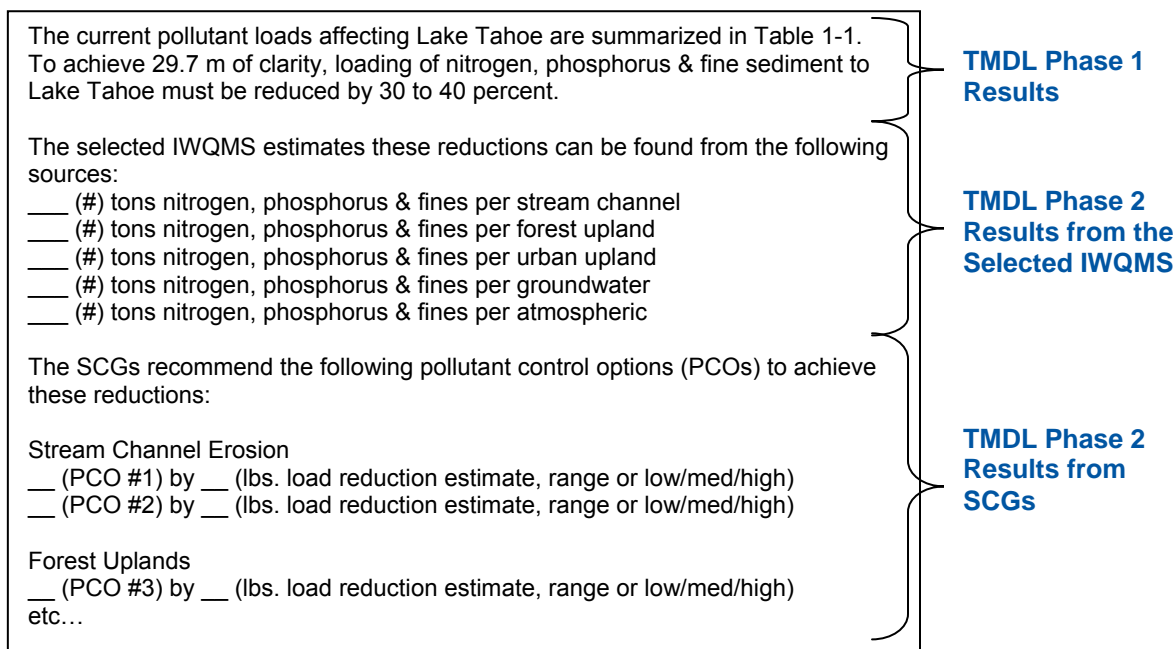 The current pollutant loads affecting Lake Tahoe are summarized in Table 1-1.
To achieve 29.7 m of clarity, loading of nitrogen, phosphorus & fine sediment to
Lake Tahoe must be reduced by 30 to 40 percent.
TMDL Phase 1
Results
The selected IWQMS estimates these reductions can be found from the following
sources:
___ (#) tons nitrogen, phosphorus & fines per stream channel
___ (#) tons nitrogen, phosphorus & fines per forest upland
___ (#) tons nitrogen, phosphorus & fines per urban upland
___ (#) tons nitrogen, phosphorus & fines per groundwater
___ (#) tons nitrogen, phosphorus & fines per atmospheric
TMDL Phase 2
Results from the
Selected IWQMS
The SCGs recommend the following pollutant control options (PCOs) to achieve
these reductions:
Stream Channel Erosion
__ (PCO #1) by __ (lbs. load reduction estimate, range or low/med/high)
__ (PCO #2) by __ (lbs. load reduction estimate, range or low/med/high)
Forest Uplands
__ (PCO #3) by __ (lbs. load reduction estimate, range or low/med/high)
etc…
TMDL Phase 2
Results from
SCGs